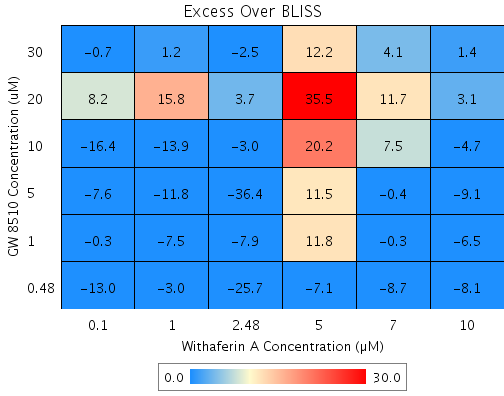 Excess Over BLISS
GW 8510 Concentration (uM)
30 −0.7 1.2 −2.5 12.2 4.1 1.4
20 8.2 15.8 3.7 35.5 11.7 3.1
10 −16.4 −13.9 −3.0 20.2 7.5 −4.7
5 −7.6 −11.8 −36.4 11.5 −0.4 −9.1
1 −0.3 −7.5 −7.9 11.8 −0.3 −6.5
0.48 −13.0 −3.0 −25.7 −7.1 −8.7 −8.1
0.1 1 2.48 5 7 10
Withaferin A Concentration (μM)
0.0 30.0